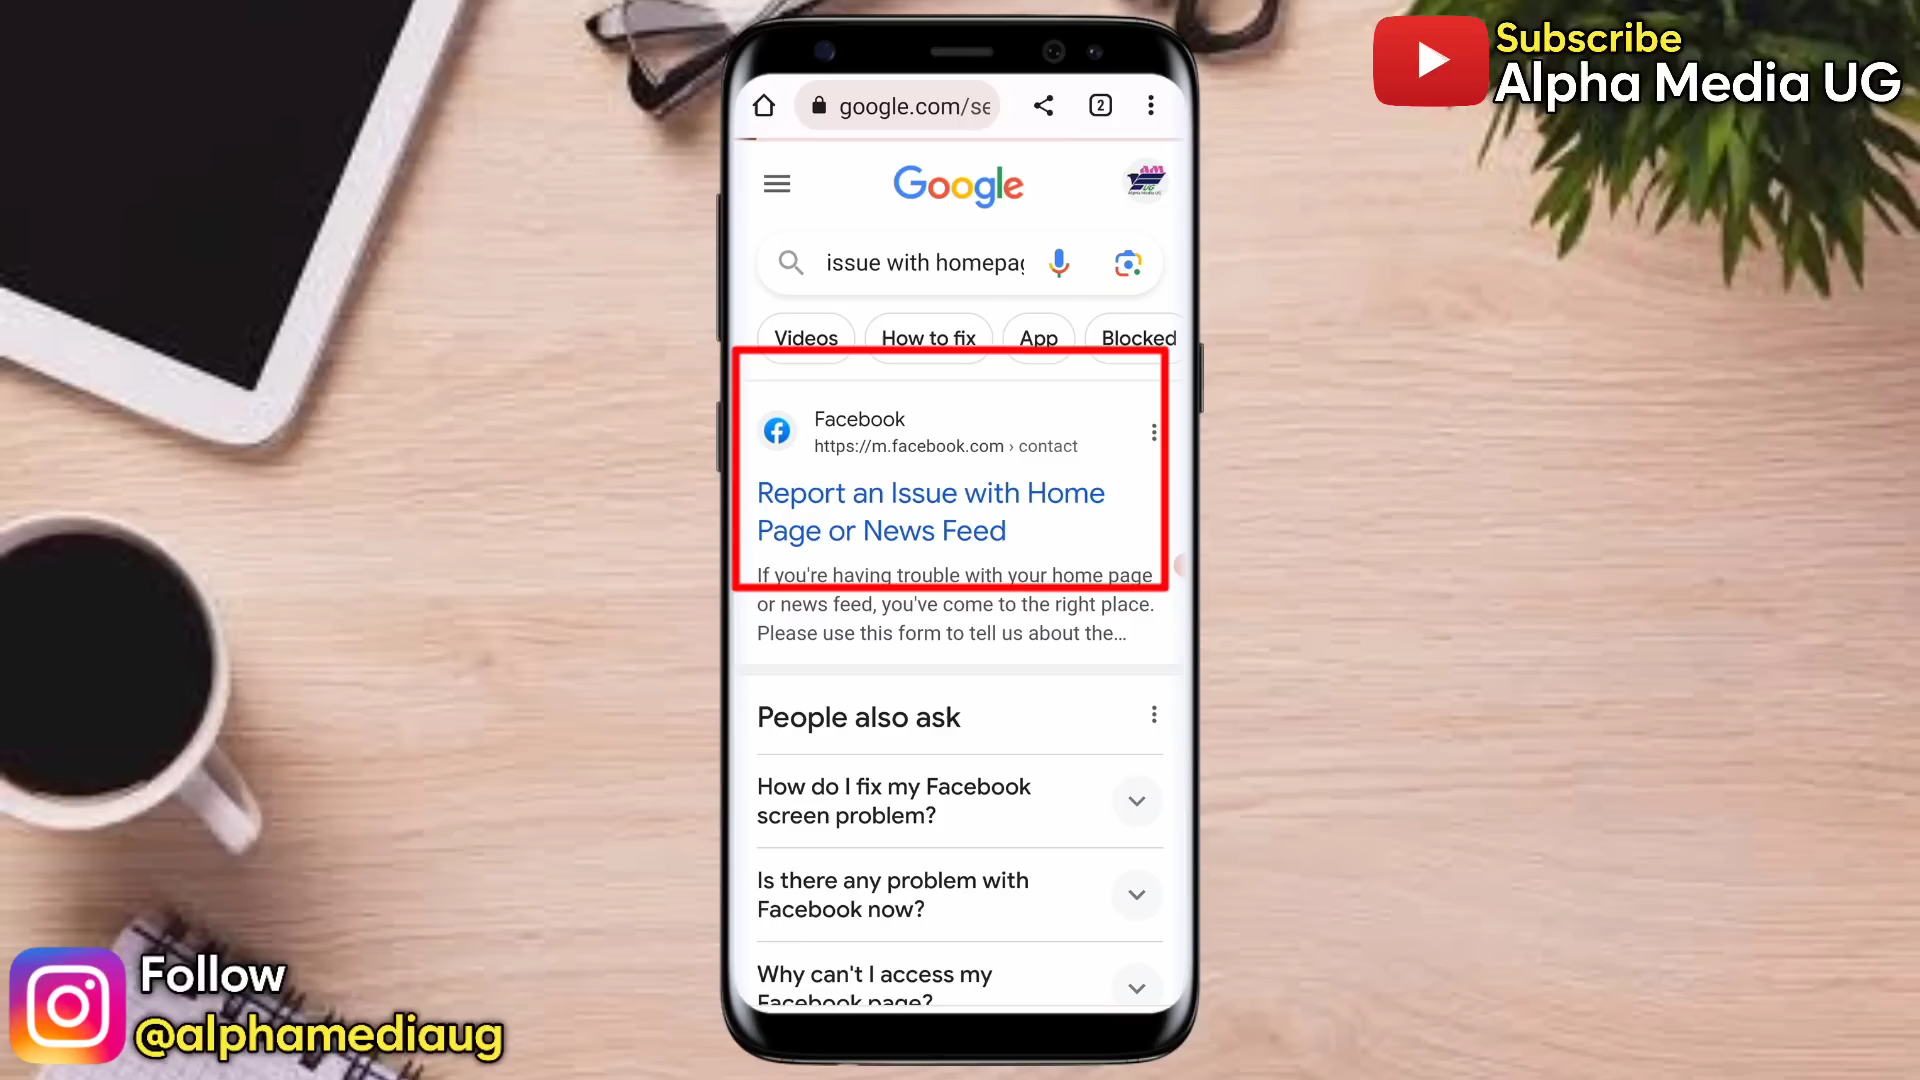 Subscribe
Alpha Media UG
google.com/se
2
Google
issue with homepag
Videos
How to fix
App
Blocked
Facebook
https://m.facebook.com › contact
Report an Issue with Home
Page or News Feed
If you're having trouble with your home page
or news feed, you've come to the right place.
Please use this form to tell us about the...
People also ask
How do I fix my Facebook
screen problem?
Is there any problem with
Facebook now?
Why can't I access my
Facebook page?
Follow
@alphamediaug